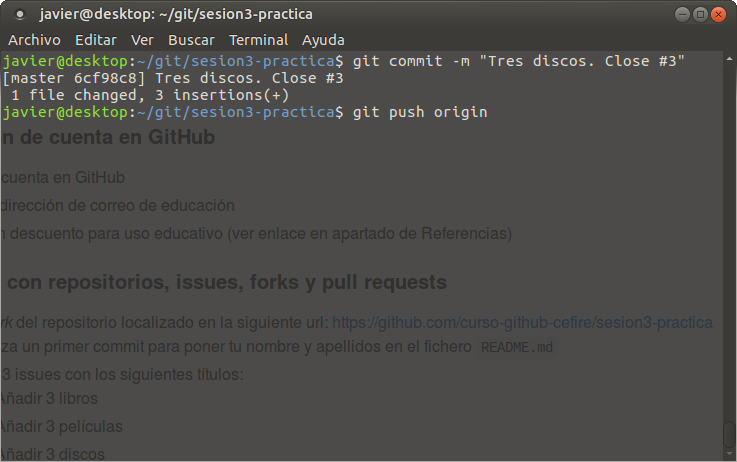 javier@desktop: ~/git/sesion3-practica
Archivo Editar Ver Buscar Terminal Ayuda
javier@desktop:~/git/sesion3-practica$ git commit -m "Tres discos. Close #3"
[master 6cf98c8] Tres discos. Close #3
1 file changed, 3 insertions(+)
javier@desktop:~/git/sesion3-practica$ git push origin
n de cuenta en GitHub
cuenta en GitHub
dirección de correo de educación
n descuento para uso educativo (ver enlace en apartado de Referencias)
con repositorios, issues, forks y pull requests
rk del repositorio localizado en la siguiente url: https://github.com/curso-github-cefire/sesion3-practica
za un primer commit para poner tu nombre y apellidos en el fichero README.md
3 issues con los siguientes títulos:
Añadir 3 libros
Añadir 3 películas
Añadir 3 discos